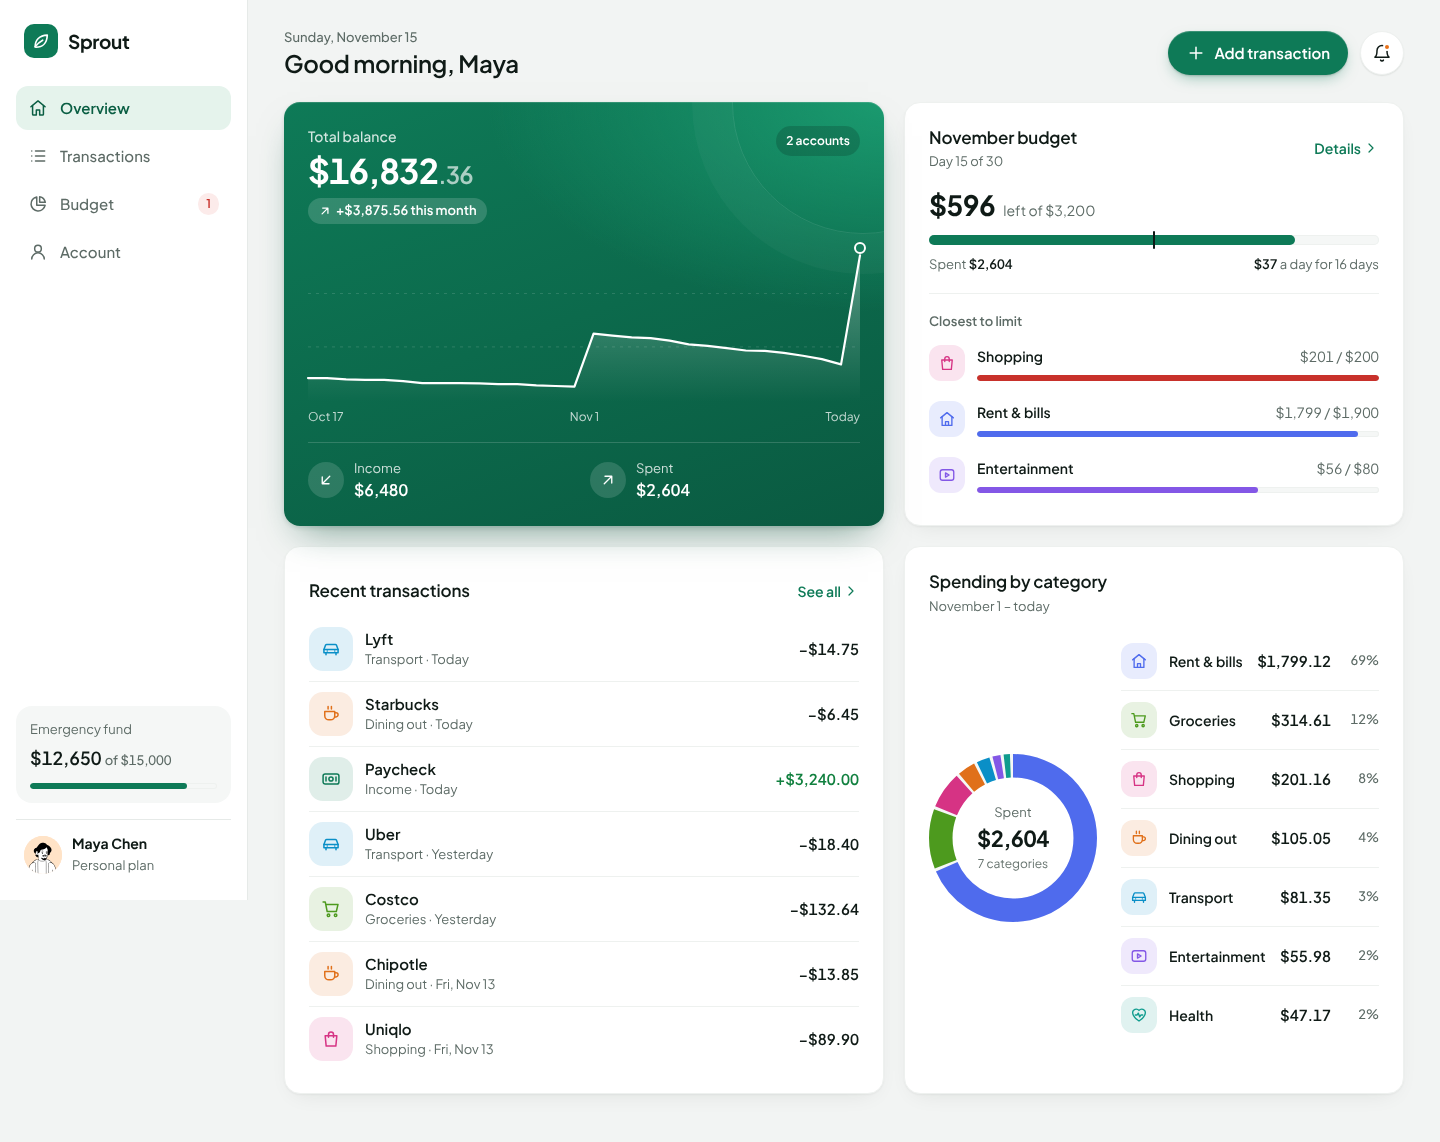 Sprout
Overview
Transactions
Budget
1
Account
Emergency fund
$12,650 of $15,000
Maya Chen
Personal plan
Sunday, November 15
Good morning, Maya
Add transaction
Total balance
2 accounts
$16,832.36
+$3,875.56 this month
Oct 17
Nov 1
Today
Income
$6,480
Spent
$2,604
November budget
Day 15 of 30
Details
$596 left of $3,200
Spent $2,604
$37 a day for 16 days
Closest to limit
Shopping
$201 / $200
Rent & bills
$1,799 / $1,900
Entertainment
$56 / $80
Recent transactions
See all
Lyft
Transport · Today
−$14.75
Starbucks
Dining out · Today
−$6.45
Paycheck
Income · Today
+$3,240.00
Uber
Transport · Yesterday
−$18.40
Costco
Groceries · Yesterday
−$132.64
Chipotle
Dining out · Fri, Nov 13
−$13.85
Uniqlo
Shopping · Fri, Nov 13
−$89.90
Spending by category
November 1 – today
Spent
$2,604
7 categories
Rent & bills $1,799.12 69%
Groceries $314.61 12%
Shopping $201.16 8%
Dining out $105.05 4%
Transport $81.35 3%
Entertainment $55.98 2%
Health $47.17 2%